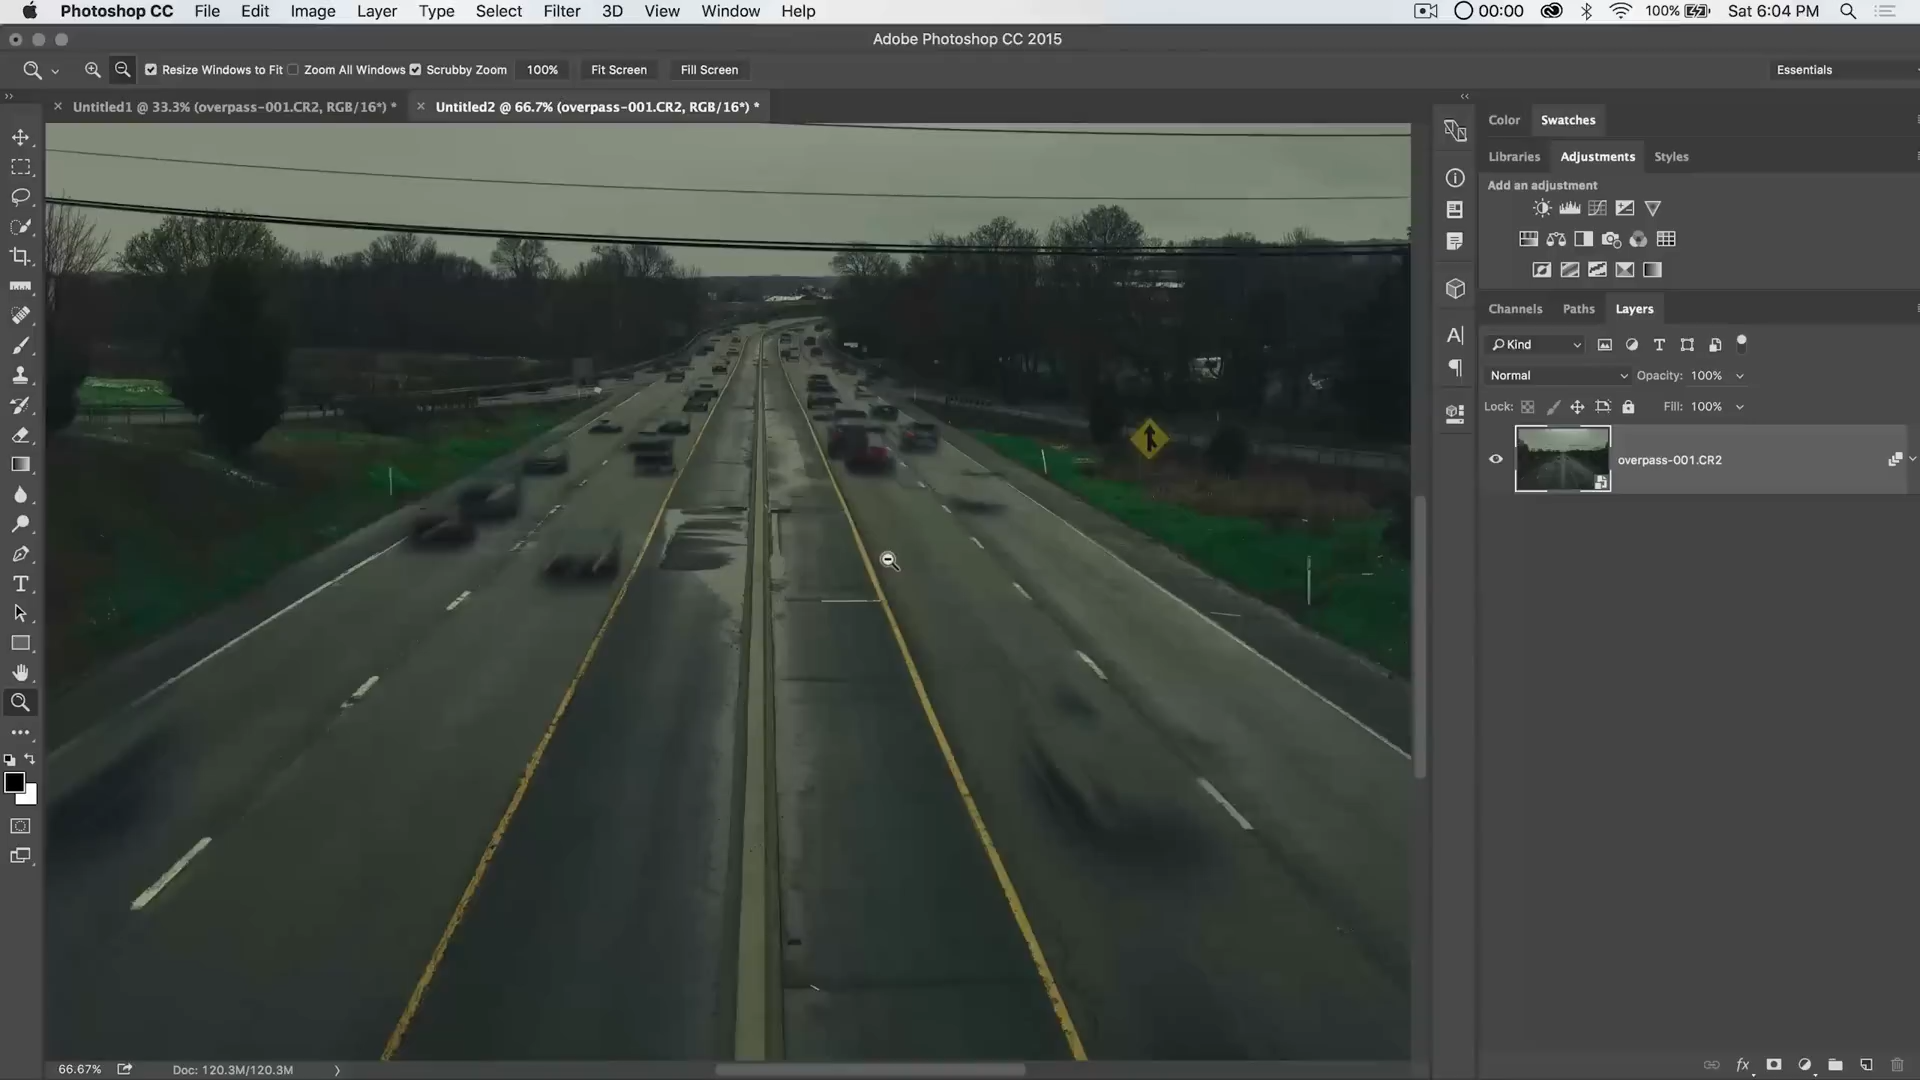 Photoshop CC File Edit Image Layer Type Select Filter 3D View Window Help 00:00 100% Sat 6:04 PM
Adobe Photoshop CC 2015
Resize Windows to Fit Zoom All Windows Scrubby Zoom 100% Fit Screen Fill Screen Essentials
Untitled1 @ 33.3% (overpass-001.CR2, RGB/16*) * Untitled2 @ 66.7% (overpass-001.CR2, RGB/16*) *
Color Swatches
Libraries Adjustments Styles
Add an adjustment
Channels Paths Layers
Kind
Normal Opacity: 100%
Lock: Fill: 100%
overpass-001.CR2
66.67% Doc: 120.3M/120.3M